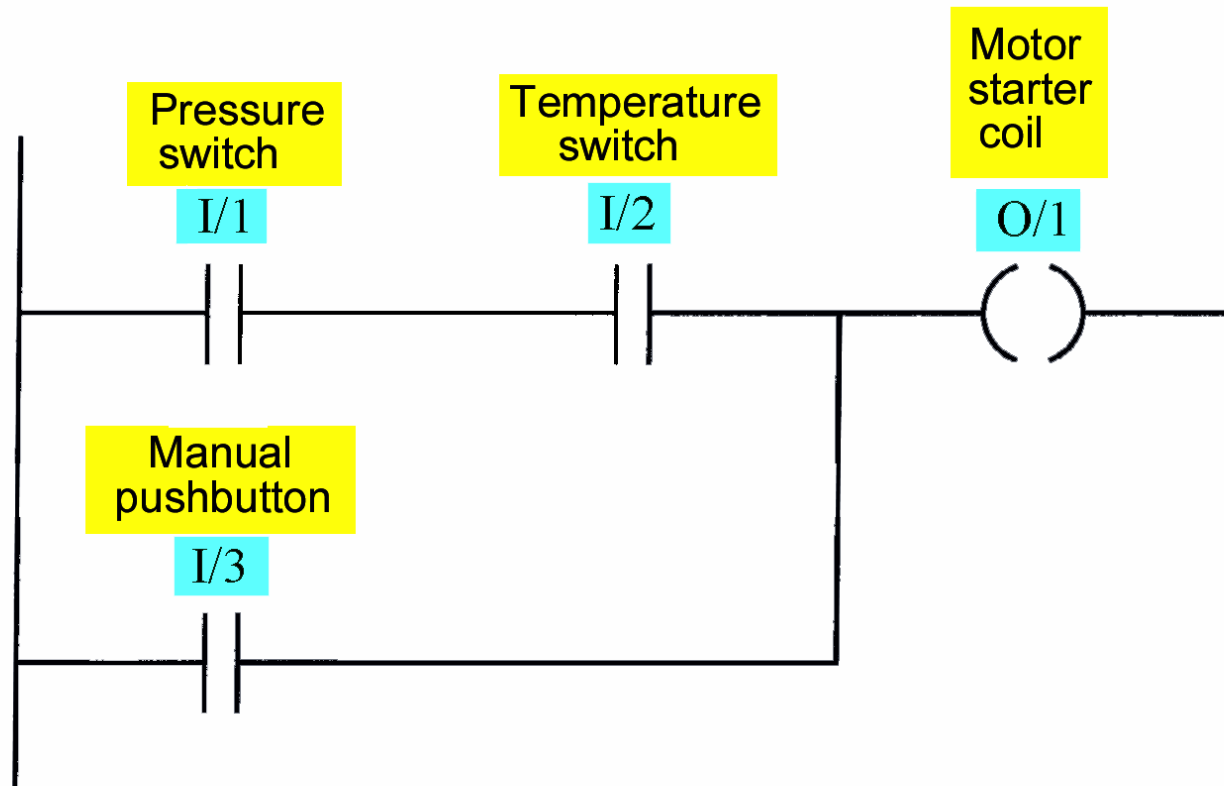 Pressure
switch
I/1
Temperature
switch
I/2
Motor
starter
coil
O/1
Manual
pushbutton
I/3